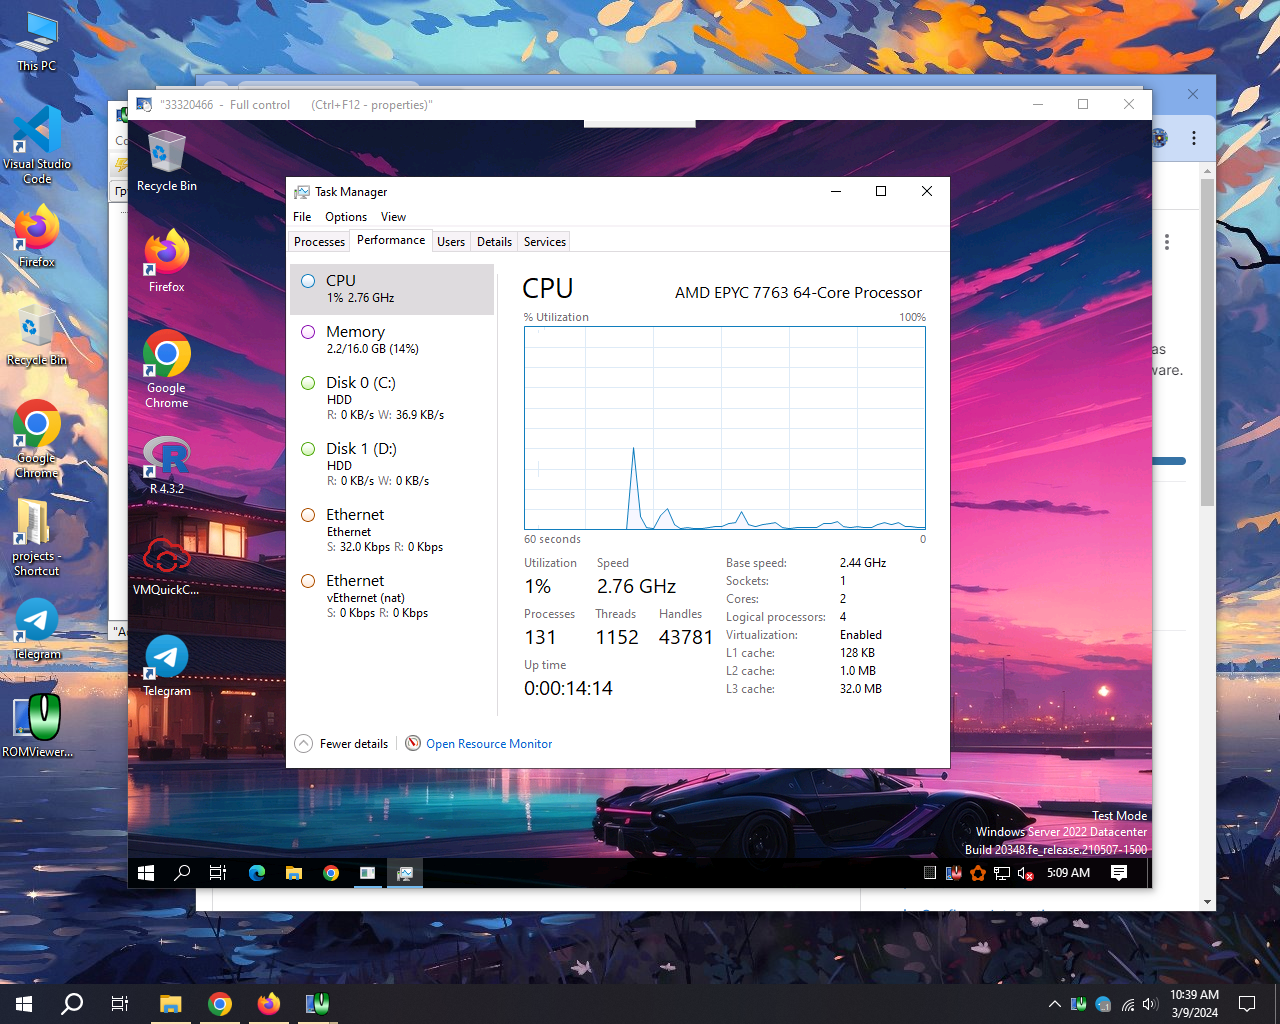 This PC
Visual Studio
Code
Firefox
Recycle Bin
Google
Chrome
projects -
Shortcut
Telegram
ROMViewer...
"33320466 - Full control (Ctrl+F12 - properties)"
Recycle Bin
Firefox
Google
Chrome
R 4.3.2
VMQuickC...
Telegram
Task Manager
File Options View
Processes Performance Users Details Services
CPU
1% 2.76 GHz
Memory
2.2/16.0 GB (14%)
Disk 0 (C:)
HDD
R: 0 KB/s W: 36.9 KB/s
Disk 1 (D:)
HDD
R: 0 KB/s W: 0 KB/s
Ethernet
Ethernet
S: 32.0 Kbps R: 0 Kbps
Ethernet
vEthernet (nat)
S: 0 Kbps R: 0 Kbps
CPU AMD EPYC 7763 64-Core Processor
% Utilization 100%
60 seconds 0
Utilization Speed
1% 2.76 GHz
Processes Threads Handles
131 1152 43781
Up time
0:00:14:14
Base speed: 2.44 GHz
Sockets: 1
Cores: 2
Logical processors: 4
Virtualization: Enabled
L1 cache: 128 KB
L2 cache: 1.0 MB
L3 cache: 32.0 MB
Fewer details Open Resource Monitor
Test Mode
Windows Server 2022 Datacenter
Build 20348.fe_release.210507-1500
5:09 AM
10:39 AM
3/9/2024